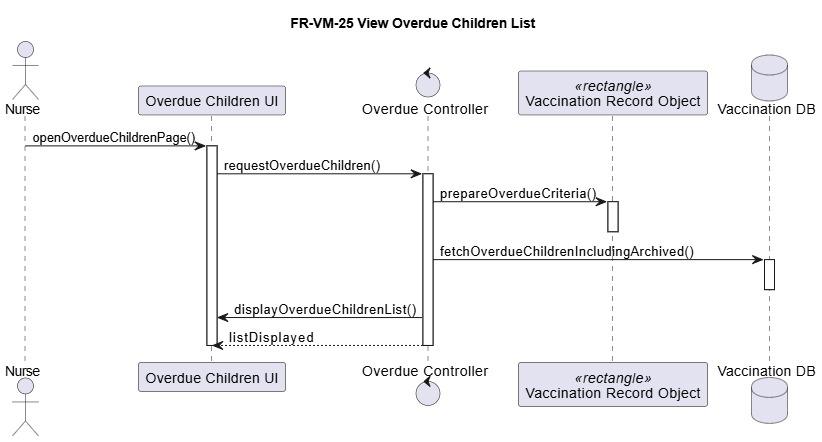 FR-VM-25 View Overdue Children List
Nurse
Overdue Children UI
Overdue Controller
«rectangle»
Vaccination Record Object
Vaccination DB
openOverdueChildrenPage()
requestOverdueChildren()
prepareOverdueCriteria()
fetchOverdueChildrenIncludingArchived()
displayOverdueChildrenList()
listDisplayed
Nurse
Overdue Children UI
Overdue Controller
«rectangle»
Vaccination Record Object
Vaccination DB